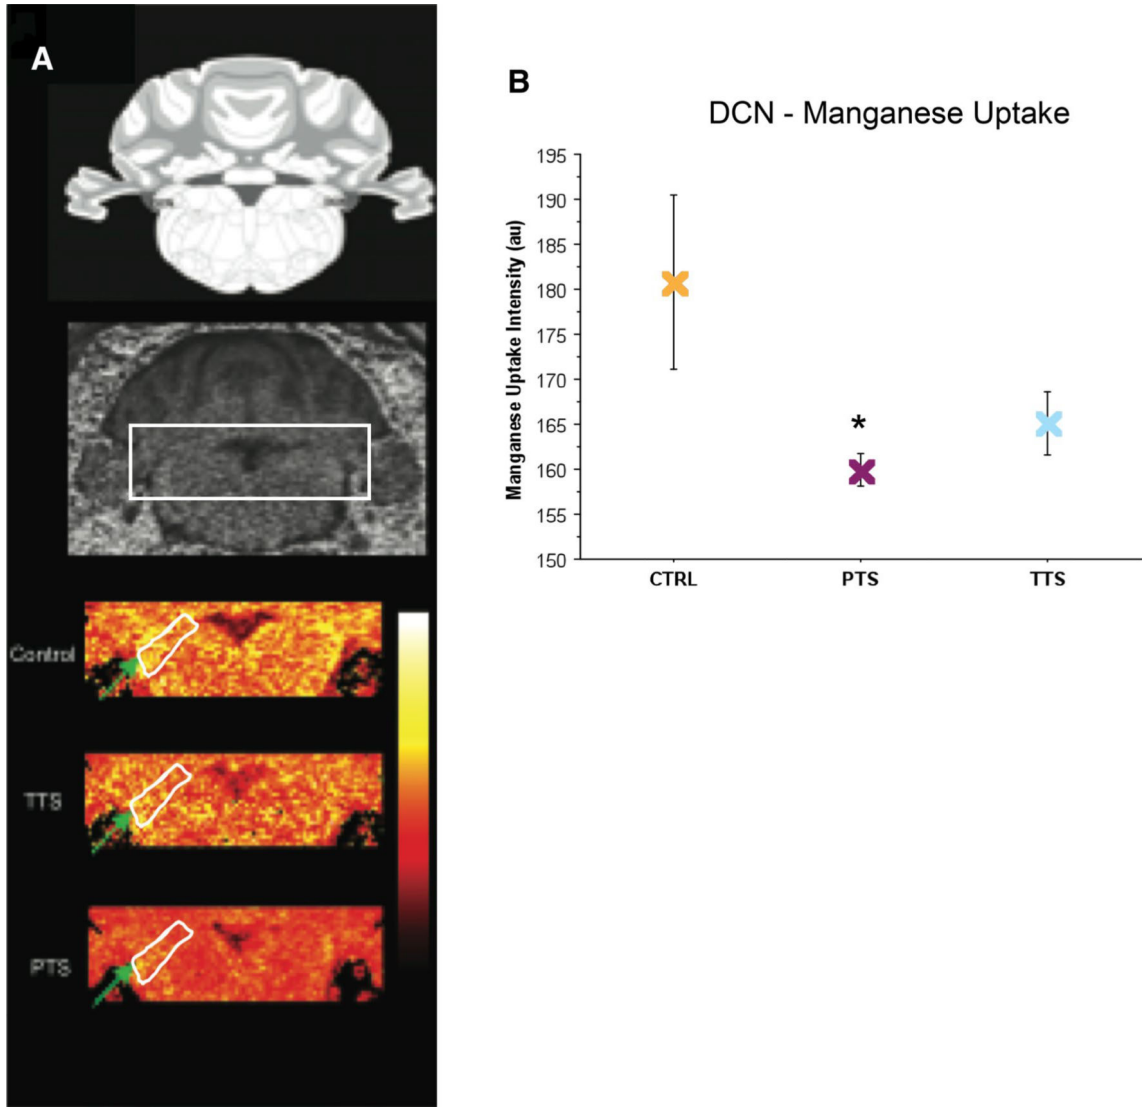 A
Control
TTS
PTS
B
DCN - Manganese Uptake
Manganese Uptake Intensity (au)
195
190
185
180
175
170
165
160
155
150
*
CTRL PTS TTS